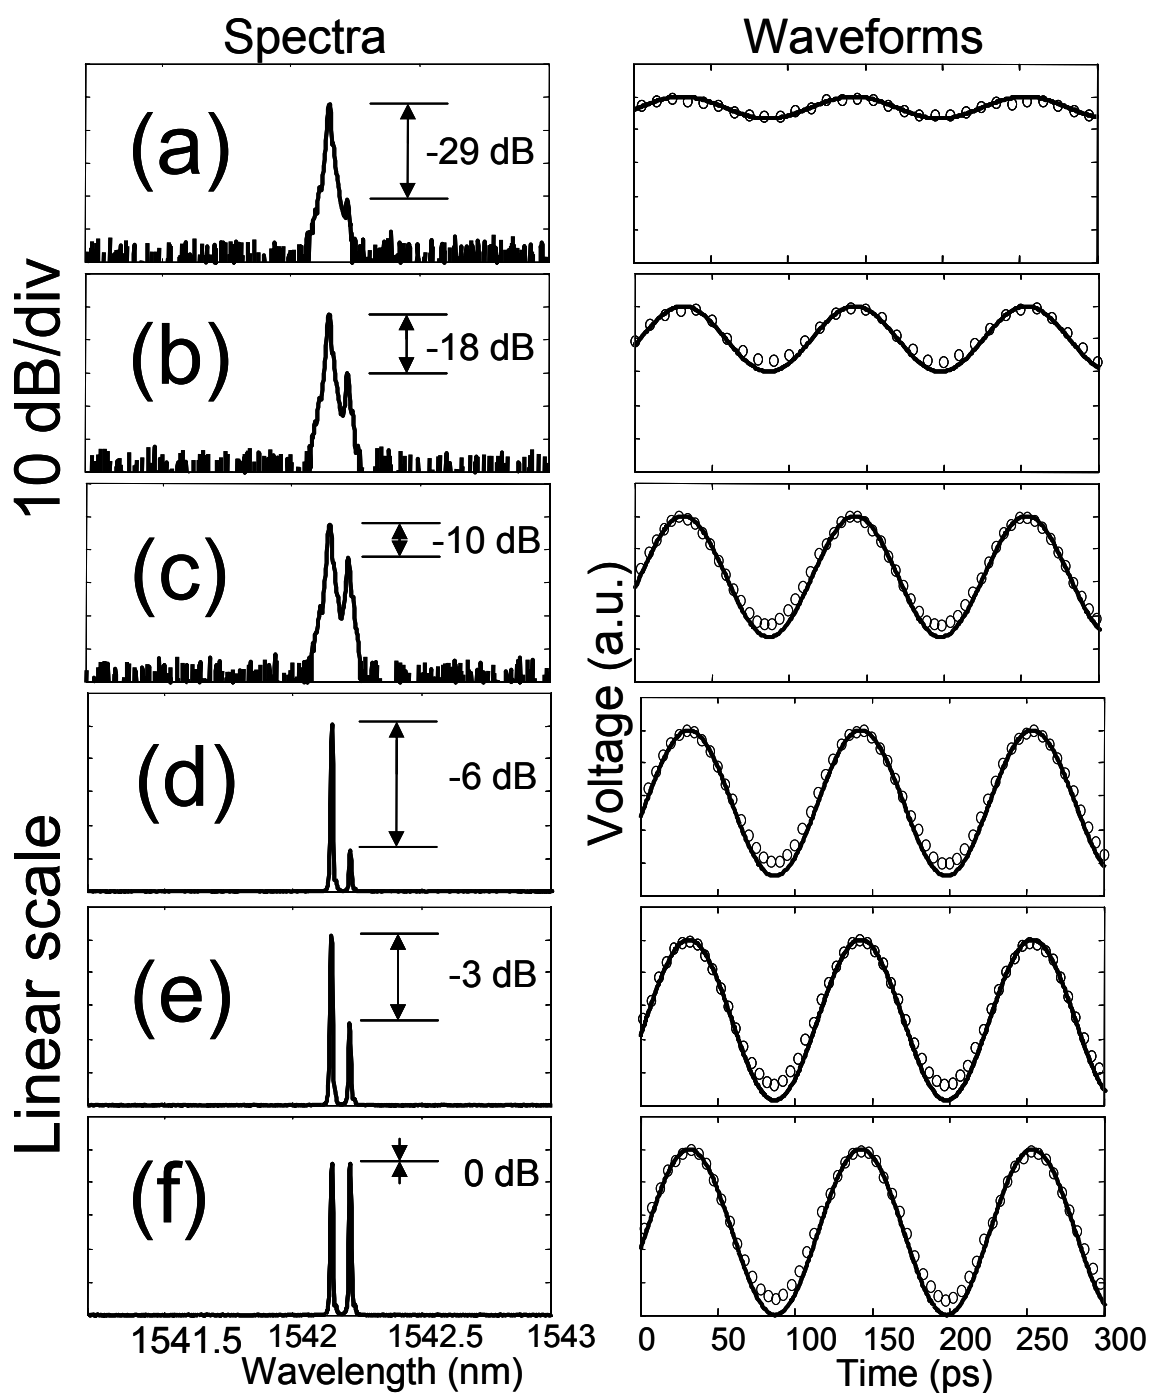 Spectra
Waveforms
10 dB/div
Linear scale
(a)
-29 dB
(b)
-18 dB
(c)
-10 dB
(d)
-6 dB
(e)
-3 dB
(f)
0 dB
1541.5 1542 1542.5 1543
Wavelength (nm)
Voltage (a.u.)
0 50 100 150 200 250 300
Time (ps)